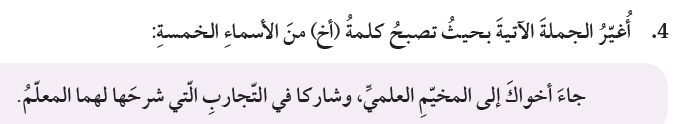 4. أُغيّرُ الجملةَ الآتيةَ بحيثُ تصبحُ كلمةُ (أخ) منَ الأسماءِ الخمسةِ:
جاءَ أخواكَ إلى المخيّمِ العلميِّ، وشاركا في التّجاربِ الّتي شرحَها لهما المعلّمُ.